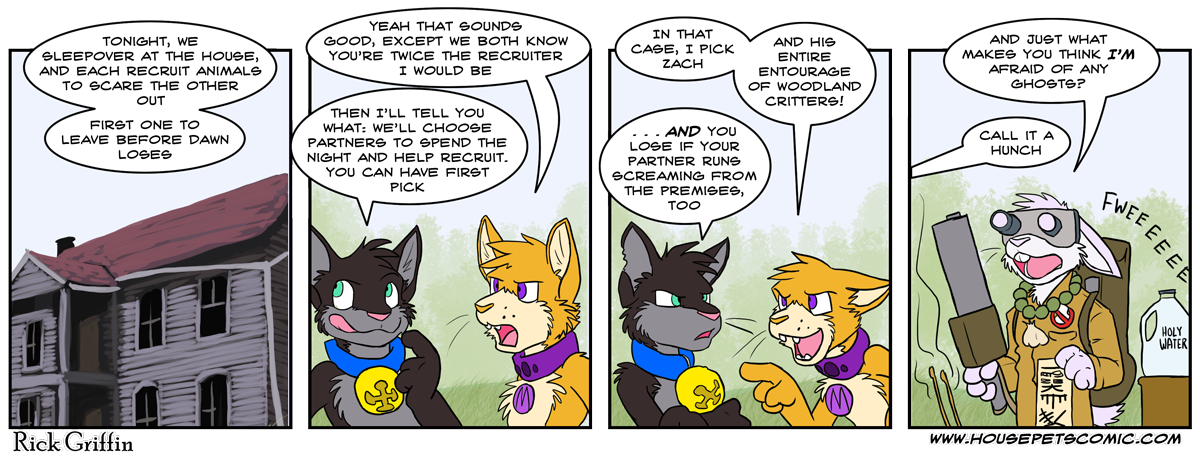 TONIGHT, WE
SLEEPOVER AT THE HOUSE,
AND EACH RECRUIT ANIMALS
TO SCARE THE OTHER
OUT
FIRST ONE TO
LEAVE BEFORE DAWN
LOSES
YEAH THAT SOUNDS
GOOD, EXCEPT WE BOTH KNOW
YOU'RE TWICE THE RECRUITER
I WOULD BE
THEN I'LL TELL YOU
WHAT: WE'LL CHOOSE
PARTNERS TO SPEND THE
NIGHT AND HELP RECRUIT.
YOU CAN HAVE FIRST
PICK
M
IN THAT
CASE, I PICK
ZACH
AND HIS
ENTIRE
ENTOURAGE
OF WOODLAND
CRITTERS!
. . . AND YOU
LOSE IF YOUR
PARTNER RUNS
SCREAMING FROM
THE PREMISES,
TOO
M
AND JUST WHAT
MAKES YOU THINK I'M
AFRAID OF ANY
GHOSTS?
CALL IT A
HUNCH
FWEEEEEEE
HOLY
WATER
Rick Griffin
WWW.HOUSEPETSCOMIC.COM